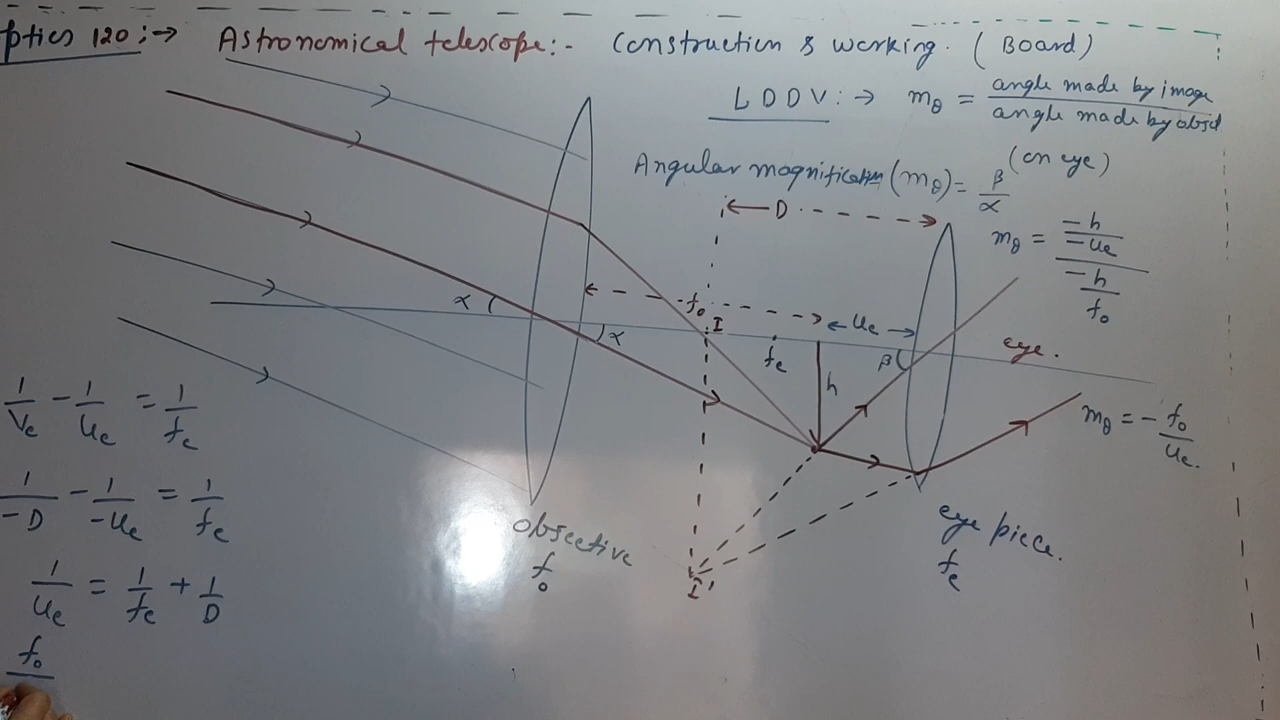 ptics 120 :→ Astronomical telescope:- Construction & working. (Board)
LDDV :→ mθ = angle made by image / angle made by obsd
(on eye)
Angular magnification (mθ) = β/α
← D - - - →
mθ = (-h/-ue) / (-h/fo)
α
fo
I
← ue →
α
fe
β
eye.
h
1/Ve - 1/ue = 1/fe
mθ = - fo/ue.
1/-D - 1/-ue = 1/fe
obsective
fo
eye piece.
fe
I'
1/ue = 1/fe + 1/D
fo